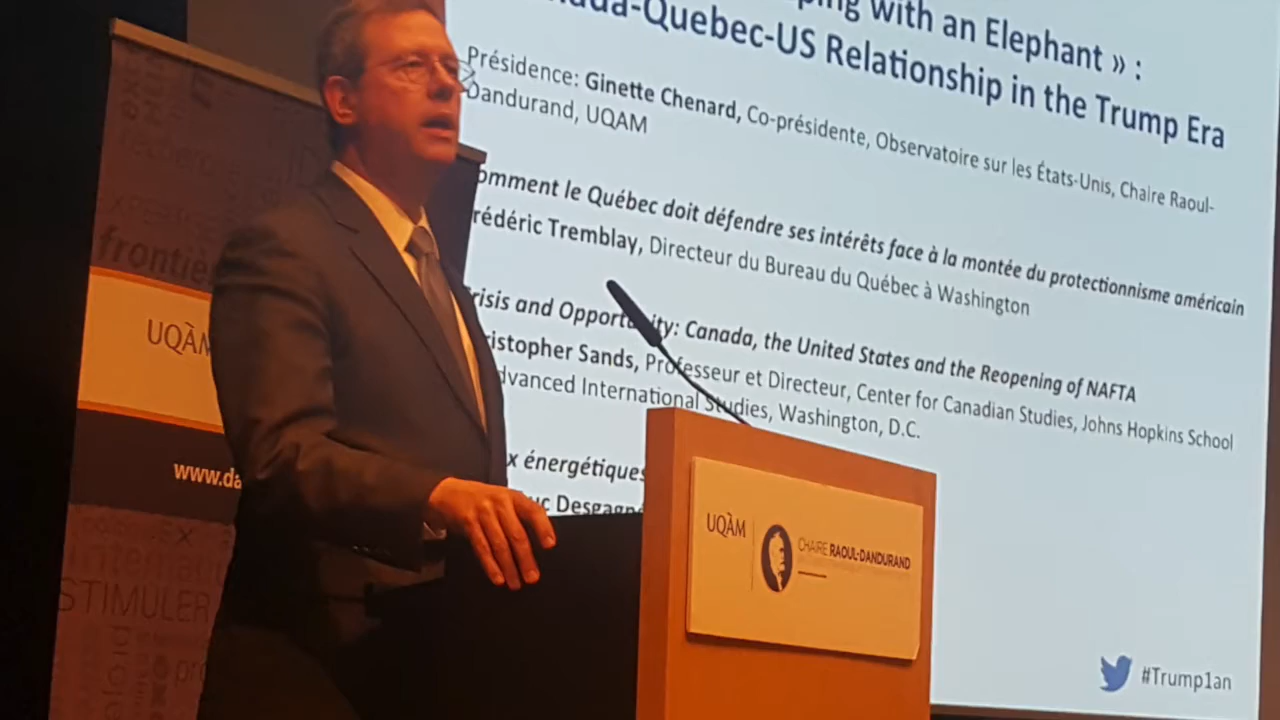 with an Elephant » :
-Quebec-US Relationship in the Trump Era
Présidence: Ginette Chenard, Co-présidente, Observatoire sur les États-Unis, Chaire Raoul-
Dandurand, UQAM
omment le Québec doit défendre ses intérêts face à la montée du protectionnisme américain
rédéric Tremblay, Directeur du Bureau du Québec à Washington
risis and Opportunity: Canada, the United States and the Reopening of NAFTA
ristopher Sands, Professeur et Directeur, Center for Canadian Studies, Johns Hopkins School
dvanced International Studies, Washington, D.C.
x énergétiques
uc Desgagn
#Trump1an
frontiè
UQÀM
www.da
STIMULER
UQÀM
CHAIRE RAOUL-DANDURAND